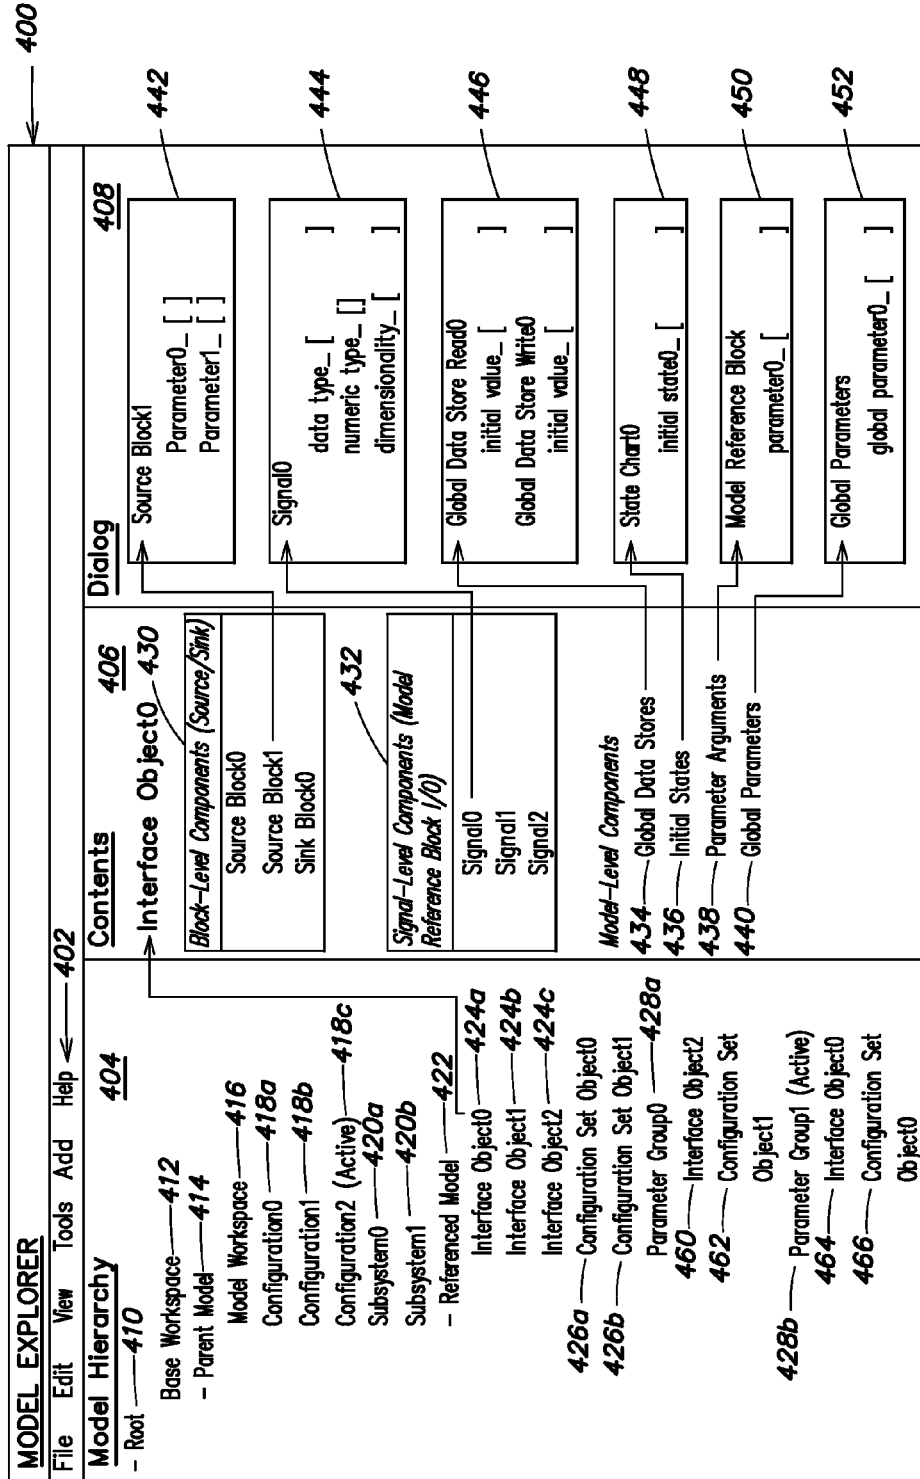 400
MODEL EXPLORER
File Edit View Tools Add Help 402
Model Hierarchy 404
- Root 410
Base Workspace 412
- Parent Model 414
Model Workspace 416
Configuration0 418a
Configuration1 418b
Configuration2 (Active) 418c
Subsystem0 420a
Subsystem1 420b
- Referenced Model 422
Interface Object0 424a
Interface Object1 424b
Interface Object2 424c
426a Configuration Set Object0
426b Configuration Set Object1
Parameter Group0 428a
460 Interface Object2
462 Configuration Set
Object1
428b Parameter Group1 (Active)
464 Interface Object0
466 Configuration Set
Object0
Contents 406
Interface Object0 430
Block-Level Components (Source/Sink)
Source Block0
Source Block1
Sink Block0
432
Signal-Level Components (Model
Reference Block I/O)
Signal0
Signal1
Signal2
Model-Level Components
434 Global Data Stores
436 Initial States
438 Parameter Arguments
440 Global Parameters
Dialog 408
Source Block1 442
Parameter0_ [ ]
Parameter1_ [ ]
Signal0 444
data type_ [ ]
numeric type_ []
dimensionality_ [ ]
Global Data Store Read0 446
initial value_ [ ]
Global Data Store Write0
initial value_ [ ]
State Chart0 448
initial state0_ [ ]
Model Reference Block 450
parameter0_ [ ]
Global Parameters 452
global parameter0_ [ ]